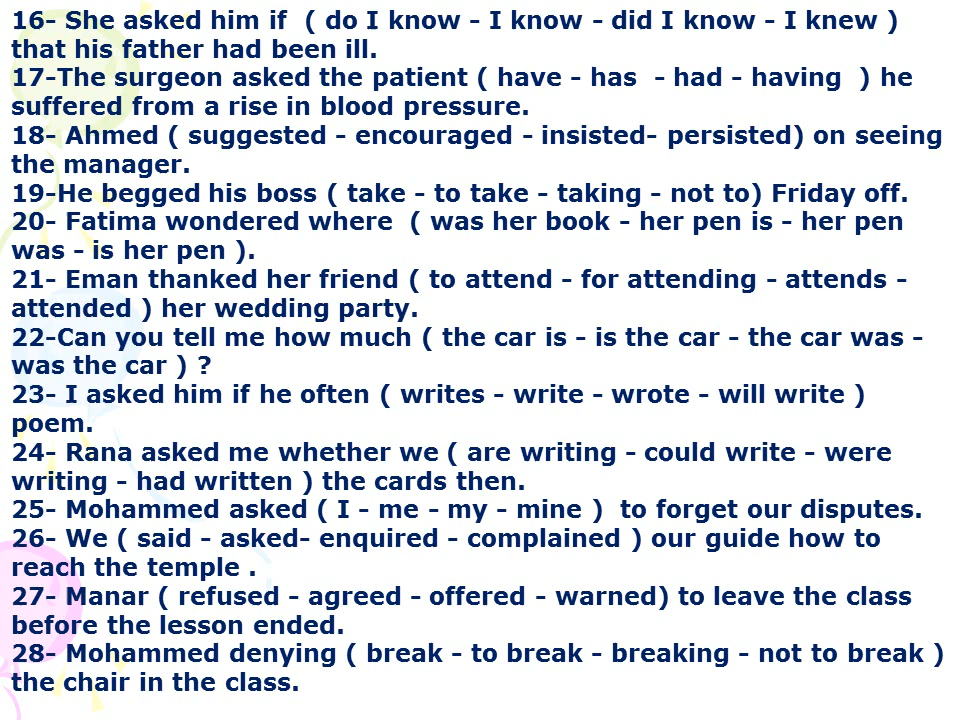 16- She asked him if  ( do I know - I know - did I know - I knew )
that his father had been ill.
17-The surgeon asked the patient ( have - has  - had - having  ) he
suffered from a rise in blood pressure.
18- Ahmed ( suggested - encouraged - insisted- persisted) on seeing
the manager.
19-He begged his boss ( take - to take - taking - not to) Friday off.
20- Fatima wondered where  ( was her book - her pen is - her pen
was - is her pen ).
21- Eman thanked her friend ( to attend - for attending - attends -
attended ) her wedding party.
22-Can you tell me how much ( the car is - is the car - the car was -
was the car ) ?
23- I asked him if he often ( writes - write - wrote - will write )
poem.
24- Rana asked me whether we ( are writing - could write - were
writing - had written ) the cards then.
25- Mohammed asked ( I - me - my - mine )  to forget our disputes.
26- We ( said - asked- enquired - complained ) our guide how to
reach the temple .
27- Manar ( refused - agreed - offered - warned) to leave the class
before the lesson ended.
28- Mohammed denying ( break - to break - breaking - not to break )
the chair in the class.